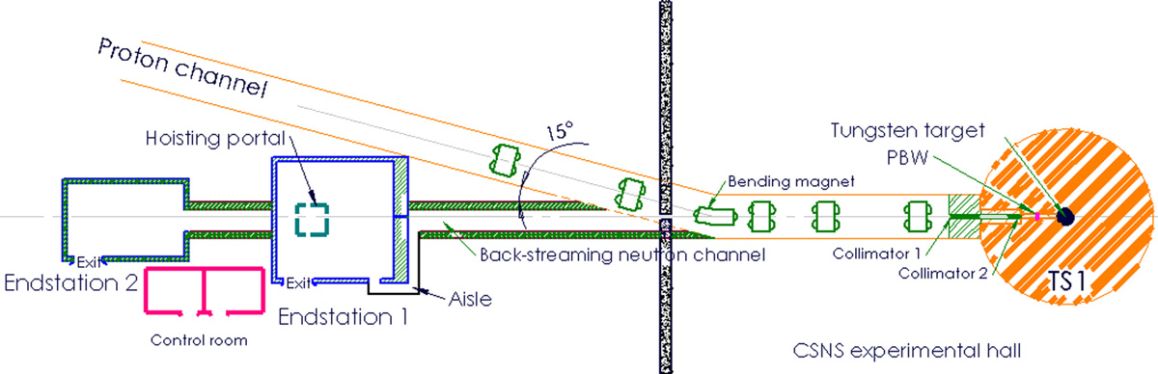 Proton channel
Hoisting portal
15°
Tungsten target
PBW
Bending magnet
Back-streaming neutron channel
Collimator 1
Collimator 2
TS1
Exit
Endstation 2
Exit
Aisle
Endstation 1
Control room
CSNS experimental hall